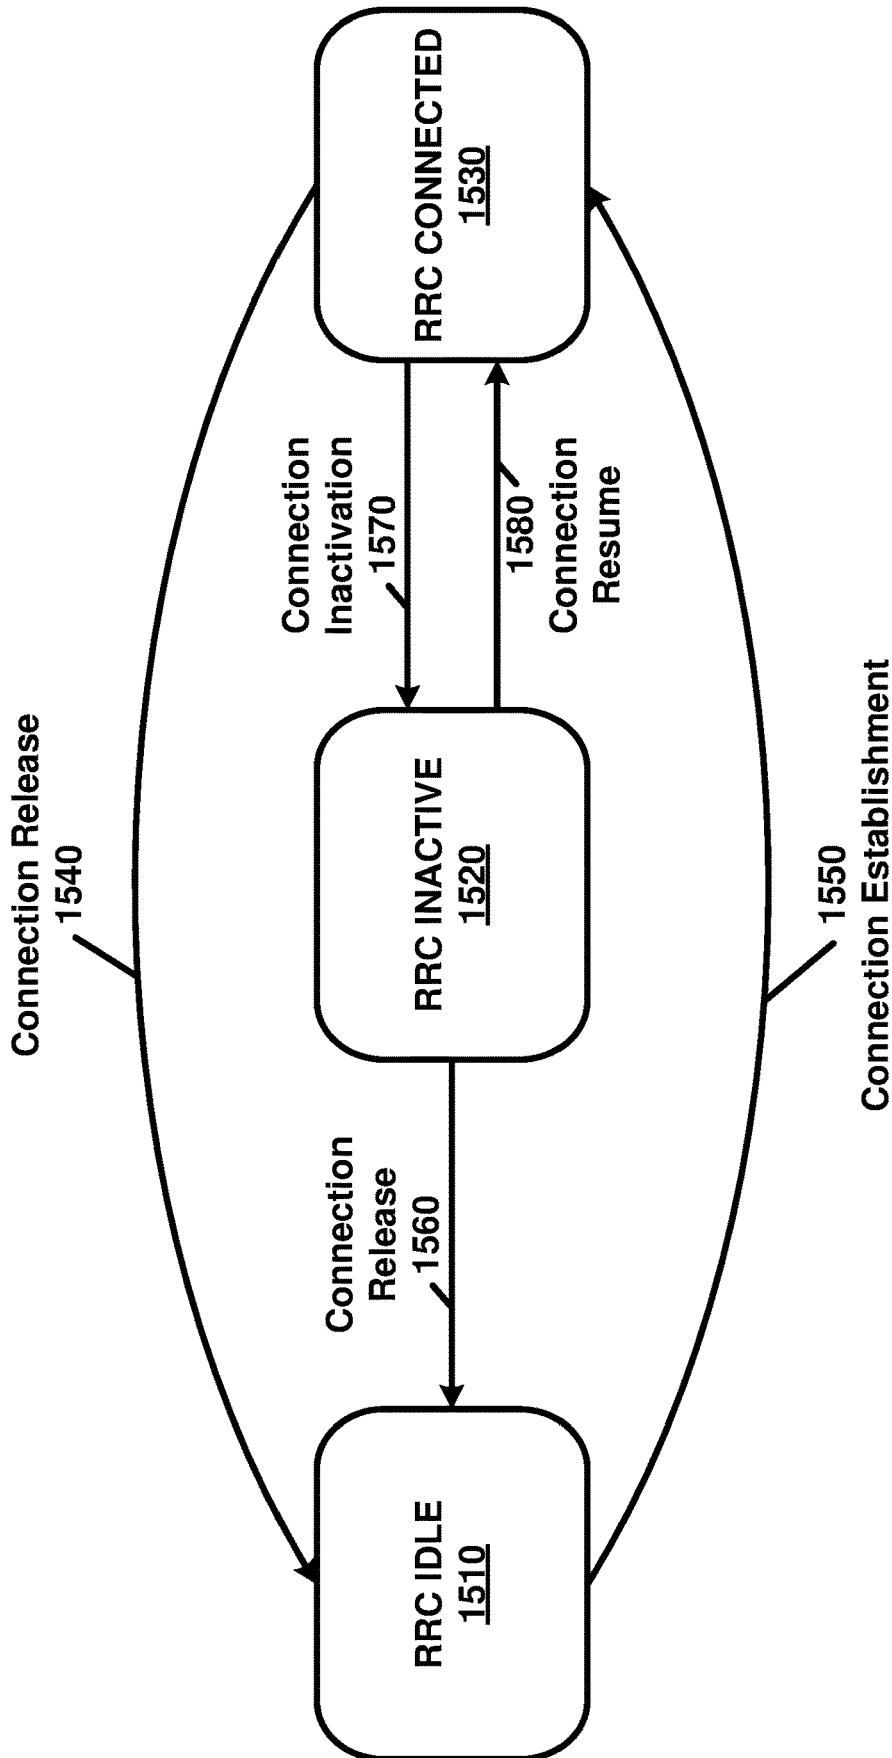 Connection Release
1540
RRC IDLE
1510
Connection
Release
1560
RRC INACTIVE
1520
Connection
Inactivation
1570
1580
Connection
Resume
RRC CONNECTED
1530
1550
Connection Establishment